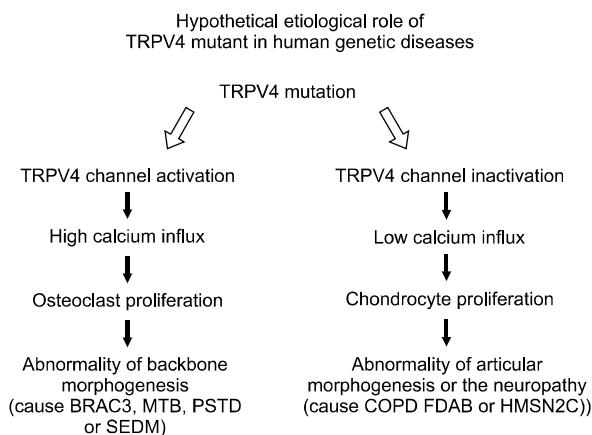 Hypothetical etiological role of
TRPV4 mutant in human genetic diseases
TRPV4 mutation
TRPV4 channel activation
High calcium influx
Osteoclast proliferation
Abnormality of backbone
morphogenesis
(cause BRAC3, MTB, PSTD
or SEDM)
TRPV4 channel inactivation
Low calcium influx
Chondrocyte proliferation
Abnormality of articular
morphogenesis or the neuropathy
(cause COPD FDAB or HMSN2C))